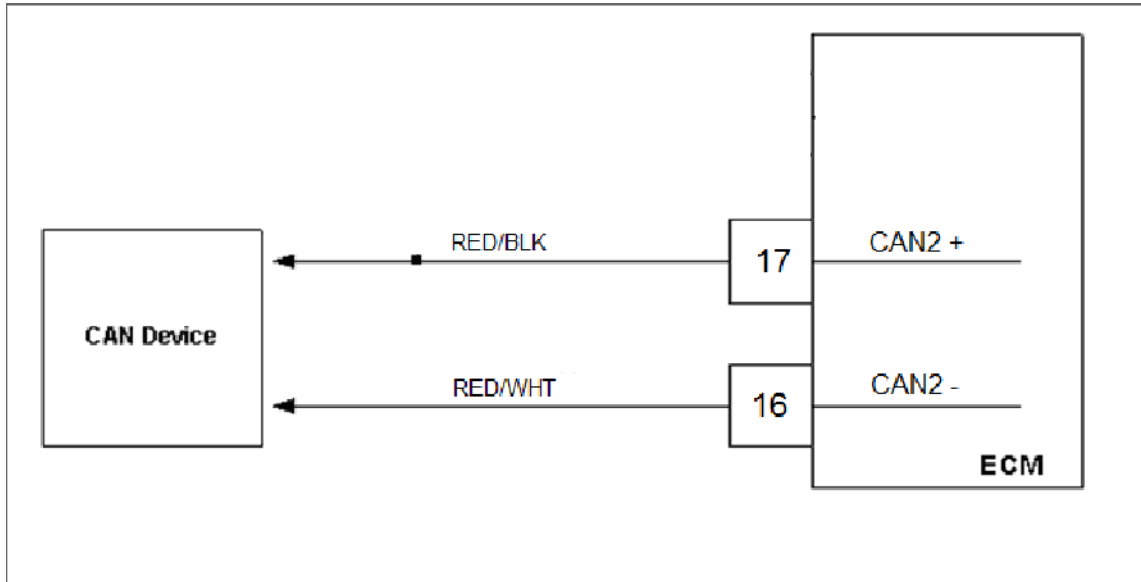 RED/BLK
17
CAN2 +
CAN Device
RED/WHT
16
CAN2 -
ECM